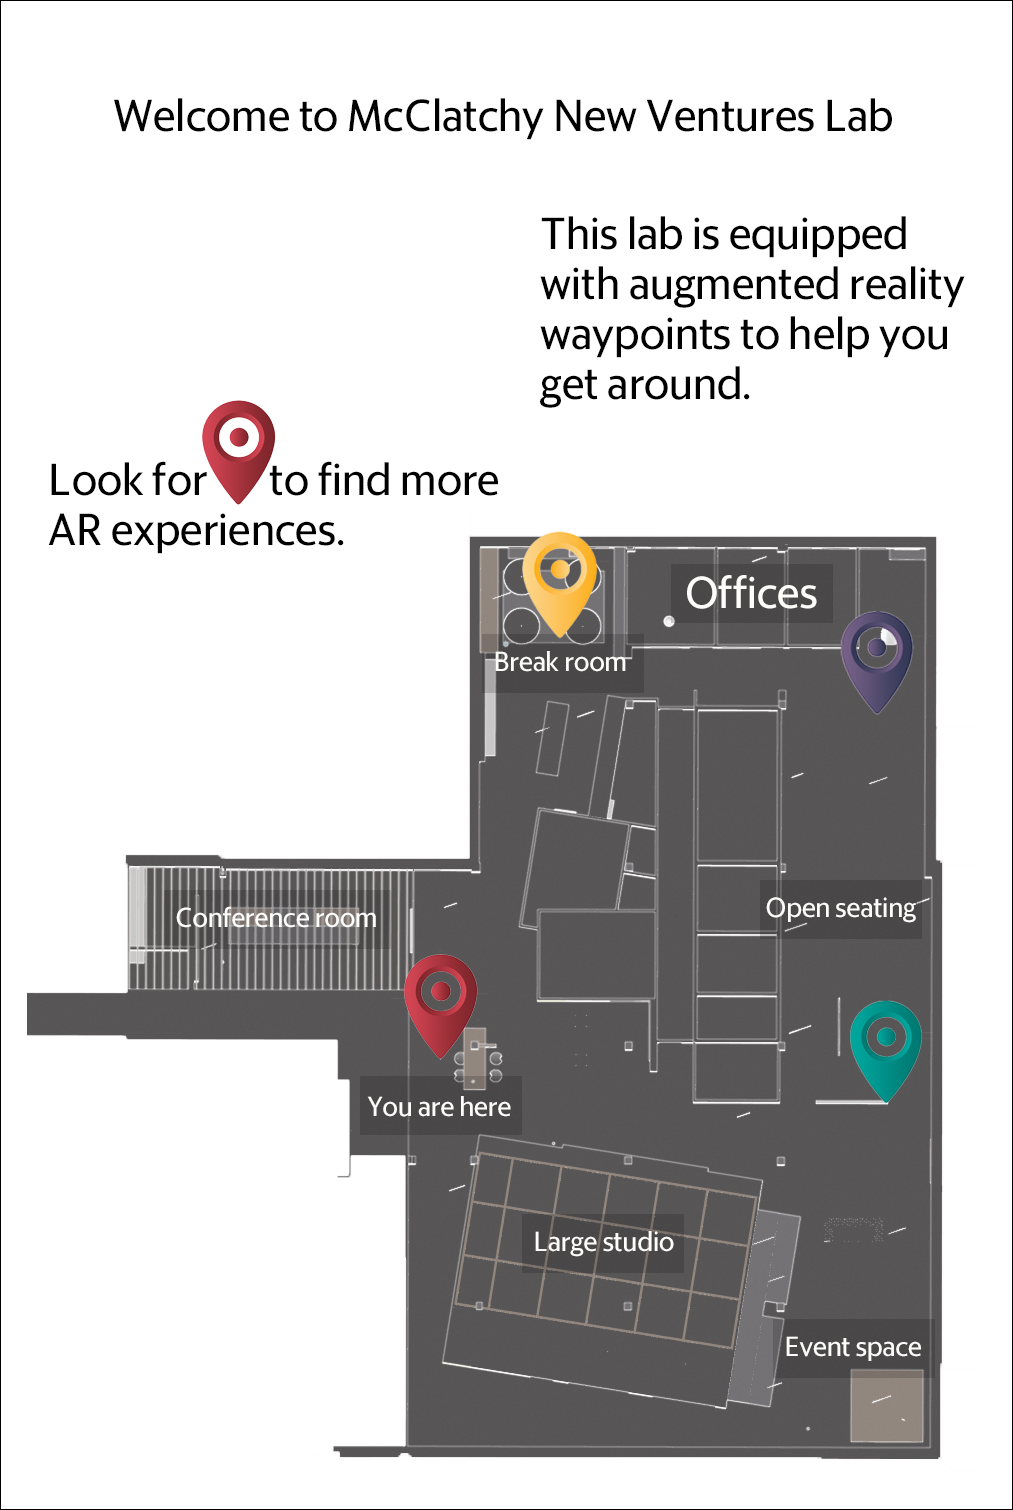 Welcome to McClatchy New Ventures Lab
This lab is equipped
with augmented reality
waypoints to help you
get around.
Look for to find more
AR experiences.
Offices
Break room
Open seating
Conference room
You are here
Large studio
Event space